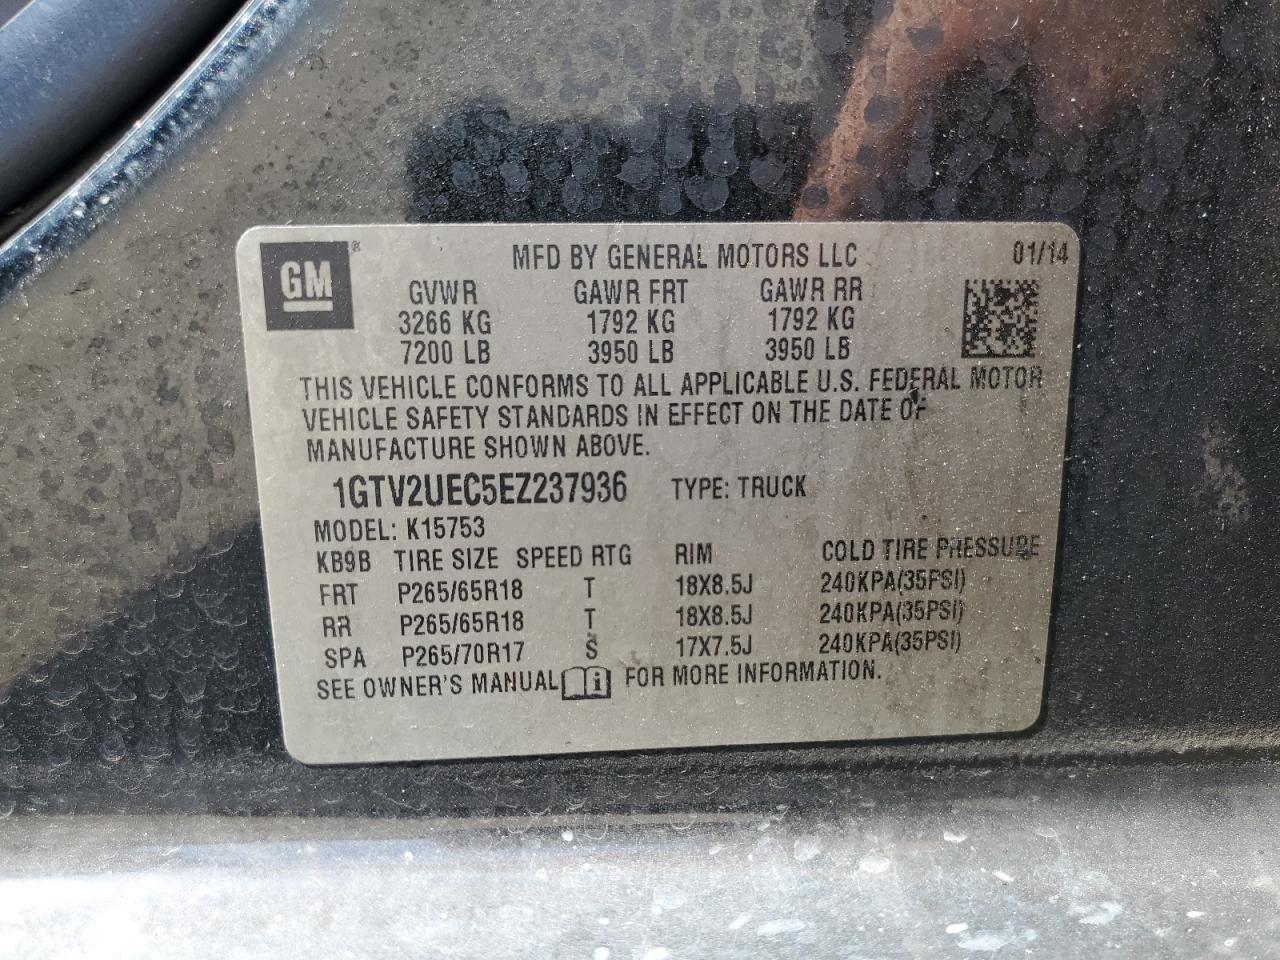 GM®
MFD BY GENERAL MOTORS LLC 01/14
GVWR GAWR FRT GAWR RR
3266 KG 1792 KG 1792 KG
7200 LB 3950 LB 3950 LB
THIS VEHICLE CONFORMS TO ALL APPLICABLE U.S. FEDERAL MOTOR
VEHICLE SAFETY STANDARDS IN EFFECT ON THE DATE OF
MANUFACTURE SHOWN ABOVE.
1GTV2UEC5EZ237936 TYPE: TRUCK
MODEL: K15753
KB9B TIRE SIZE SPEED RTG RIM COLD TIRE PRESSURE
FRT P265/65R18 T 18X8.5J 240KPA(35PSI)
RR P265/65R18 T 18X8.5J 240KPA(35PSI)
SPA P265/70R17 S 17X7.5J 240KPA(35PSI)
SEE OWNER'S MANUAL i FOR MORE INFORMATION.